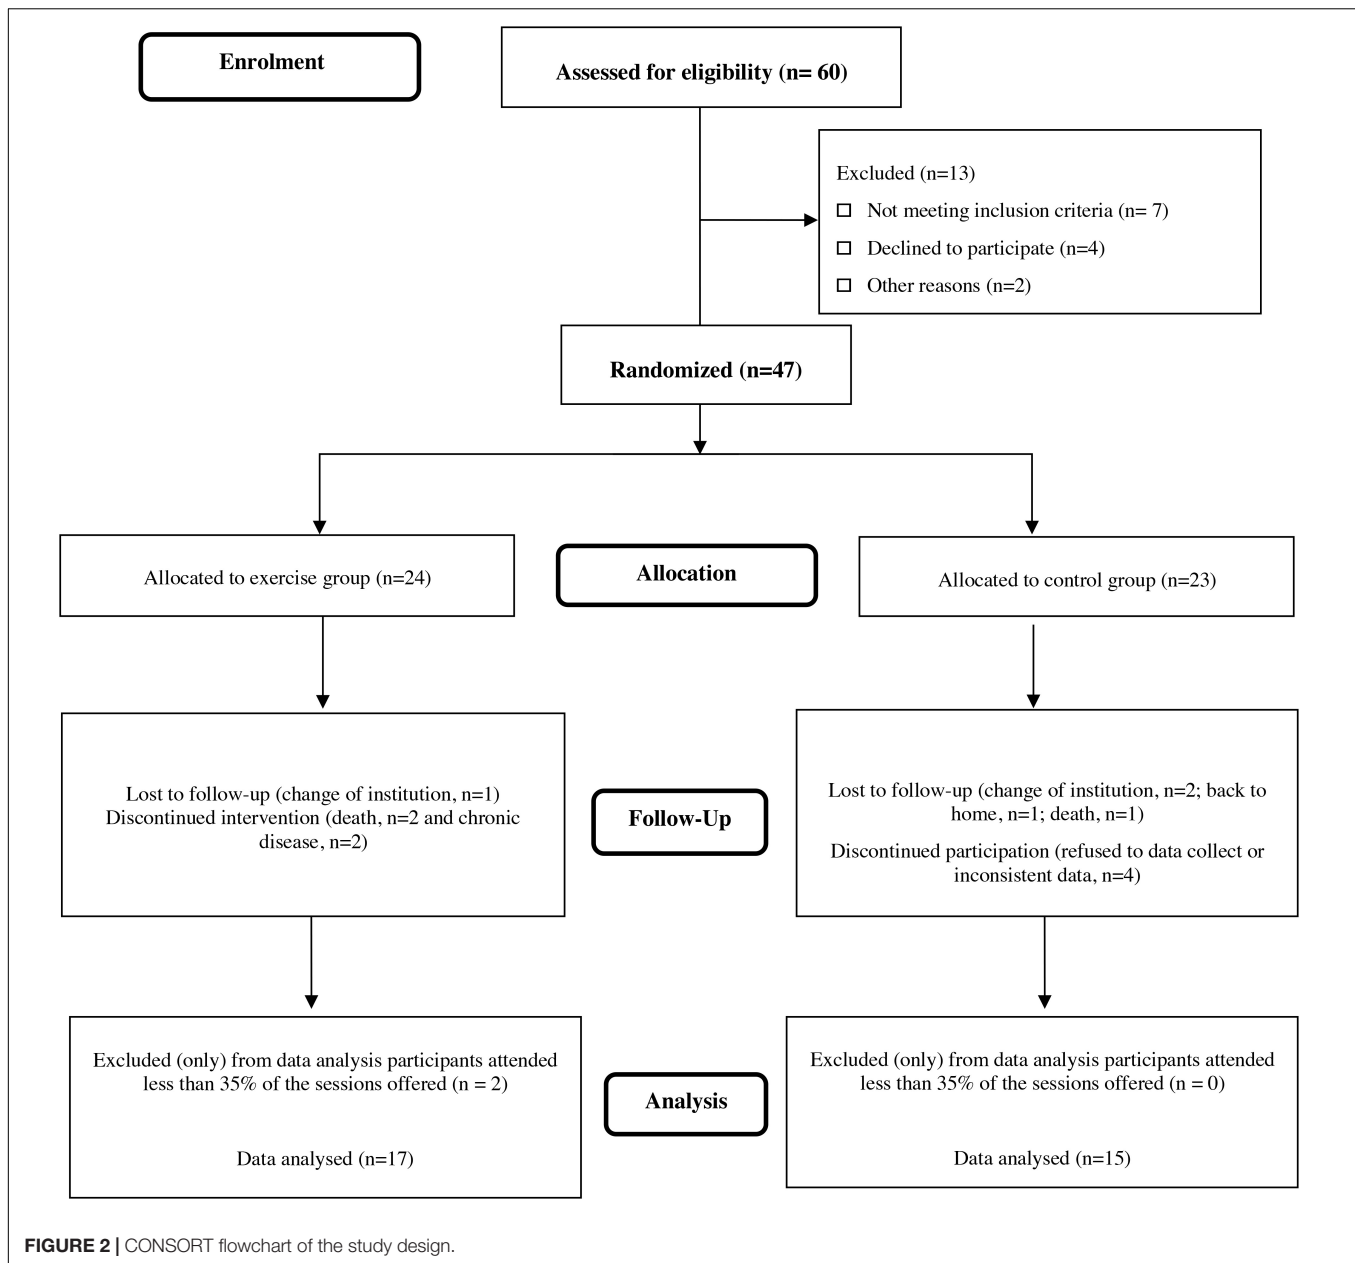 Enrolment
Assessed for eligibility (n= 60)
Excluded (n=13)
Not meeting inclusion criteria (n= 7)
Declined to participate (n=4)
Other reasons (n=2)
Randomized (n=47)
Allocated to exercise group (n=24)
Allocation
Allocated to control group (n=23)
Lost to follow-up (change of institution, n=1)
Discontinued intervention (death, n=2 and chronic
disease, n=2)
Follow-Up
Lost to follow-up (change of institution, n=2; back to
home, n=1; death, n=1)
Discontinued participation (refused to data collect or
inconsistent data, n=4)
Excluded (only) from data analysis participants attended
less than 35% of the sessions offered (n = 2)
Data analysed (n=17)
Analysis
Excluded (only) from data analysis participants attended
less than 35% of the sessions offered (n = 0)
Data analysed (n=15)
FIGURE 2 | CONSORT flowchart of the study design.